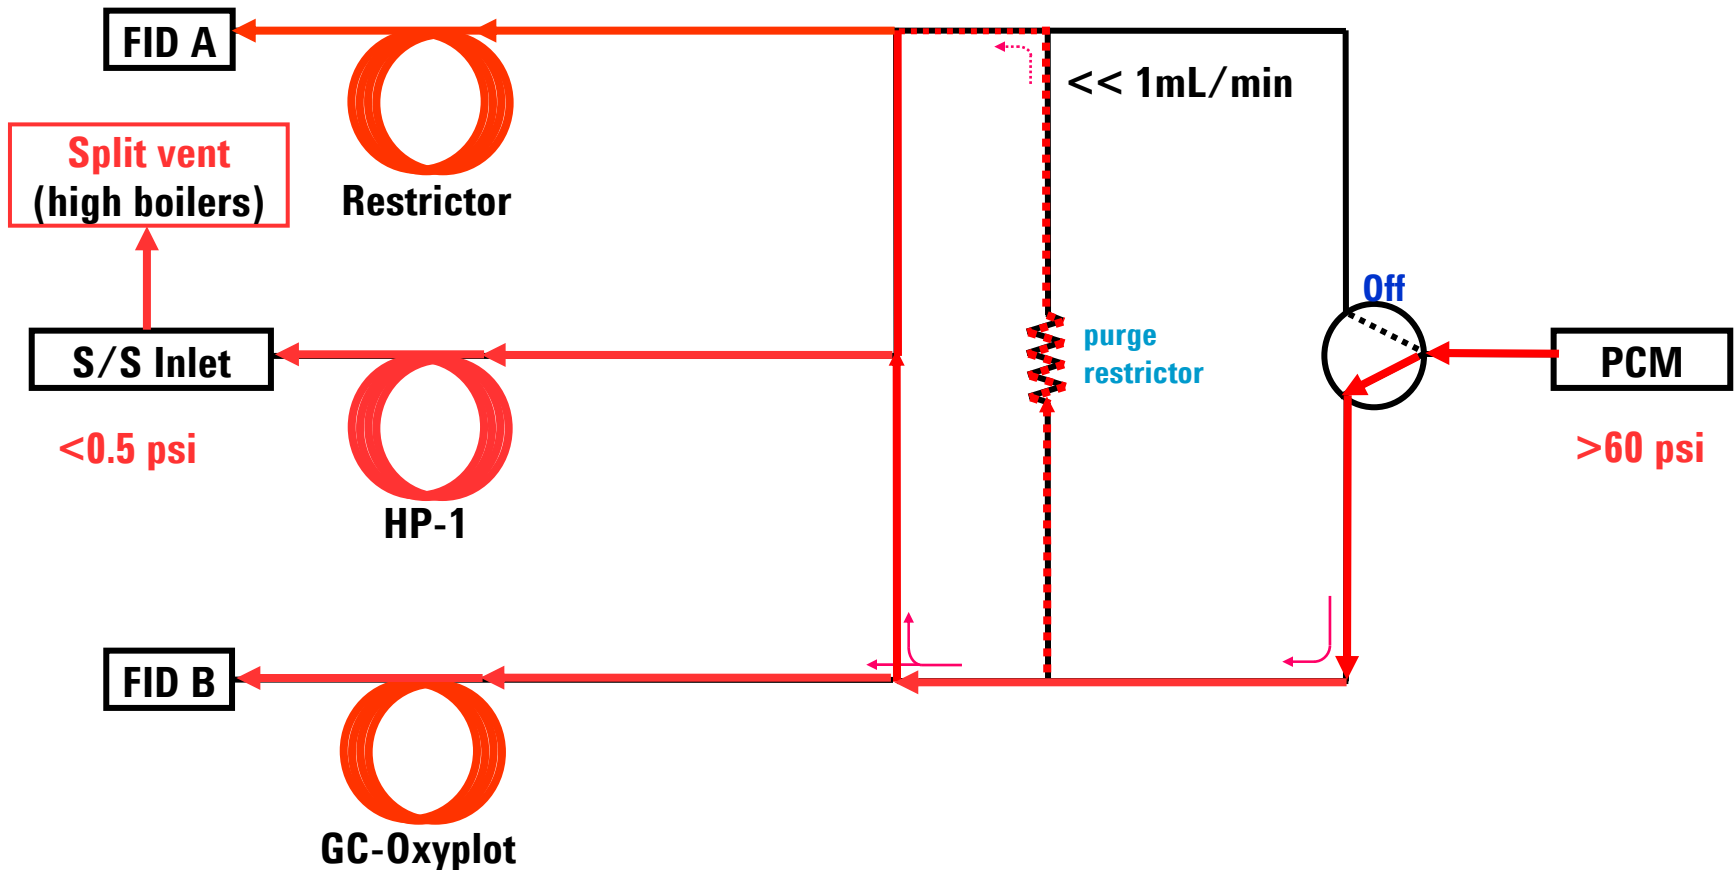 FID A
<< 1mL/min
Split vent
(high boilers)
Restrictor
Off
S/S Inlet
purge
restrictor
PCM
<0.5 psi
>60 psi
HP-1
FID B
GC-Oxyplot